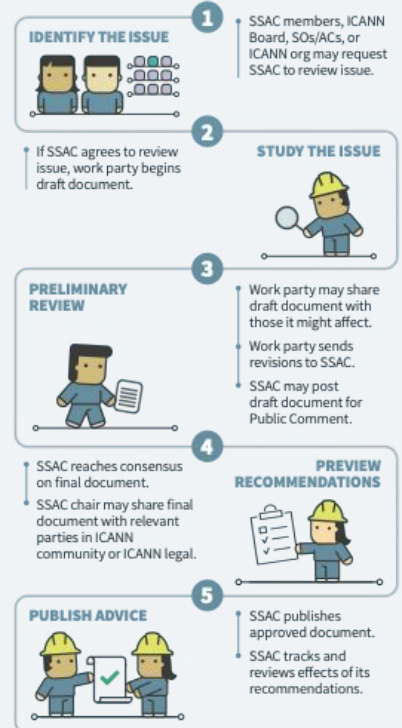 1
IDENTIFY THE ISSUE
SSAC members, ICANN
Board, SOs/ACs, or
ICANN org may request
SSAC to review issue.
2
If SSAC agrees to review
issue, work party begins
draft document.
STUDY THE ISSUE
3
PRELIMINARY
REVIEW
Work party may share
draft document with
those it might affect.
Work party sends
revisions to SSAC.
SSAC may post
draft document for
Public Comment.
4
SSAC reaches consensus
on final document.
SSAC chair may share final
document with relevant
parties in ICANN
community or ICANN legal.
PREVIEW
RECOMMENDATIONS
5
PUBLISH ADVICE
SSAC publishes
approved document.
SSAC tracks and
reviews effects of its
recommendations.